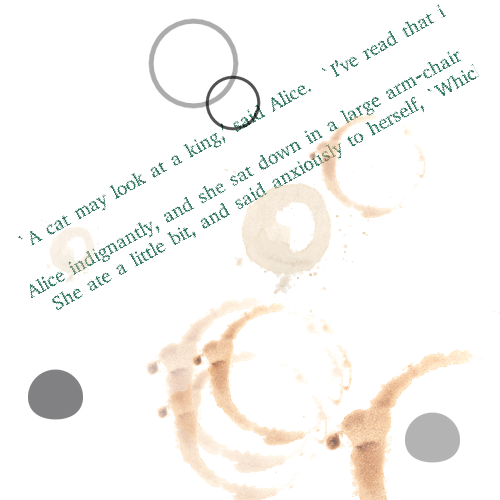 `A cat may look at a king,' said Alice. `I've read that i
Alice indignantly, and she sat down in a large arm-chair
She ate a little bit, and said anxiously to herself, `Whic